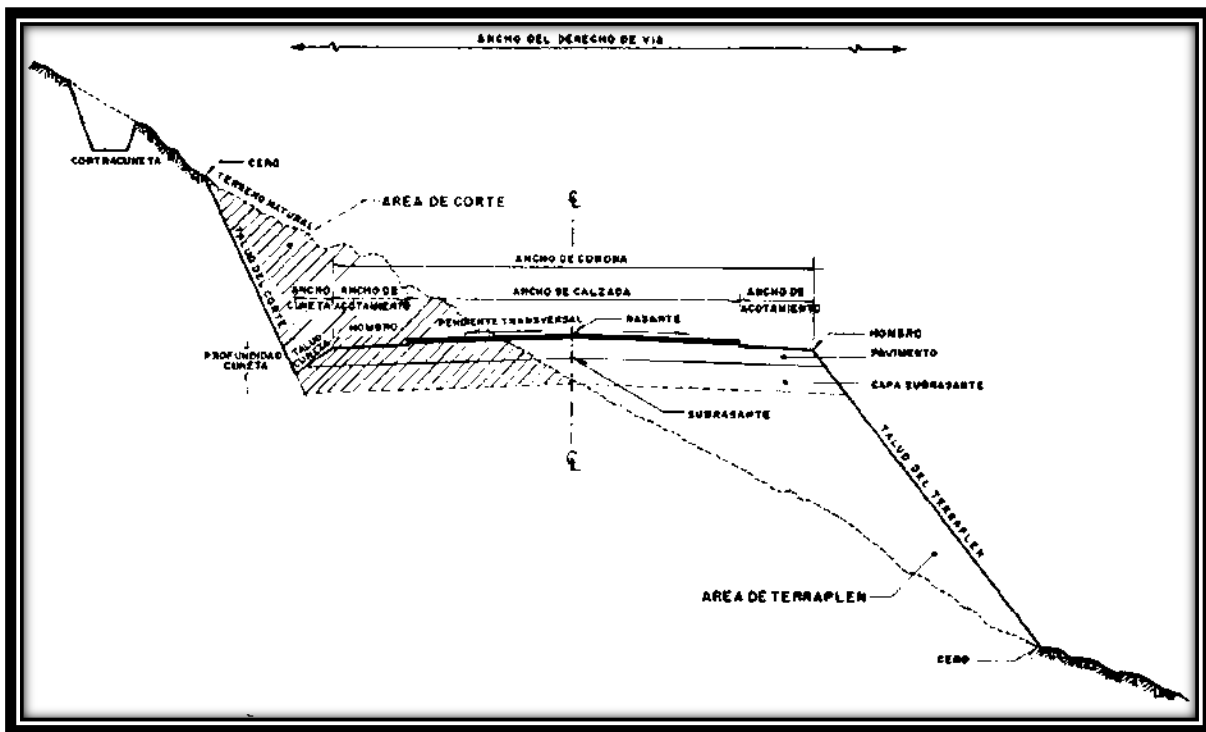 ANCHO DEL DERECHO DE VIA
CONTRACUNETA
CERO
TERRENO NATURAL
AREA DE CORTE
TALUD DEL CORTE
ANCHO DE CORONA
ANCHO
CUNETA
ANCHO DE
ACOTAMIENTO
ANCHO DE CALZADA
ANCHO DE
ACOTAMIENTO
HOMBRO
PENDIENTE TRANSVERSAL
RASANTE
HOMBRO
TALUD
CUNETA
PROFUNDIDAD
CUNETA
PAVIMENTO
CAPA SUBRASANTE
SUBRASANTE
TALUD DEL TERRAPLEN
AREA DE TERRAPLEN
CERO